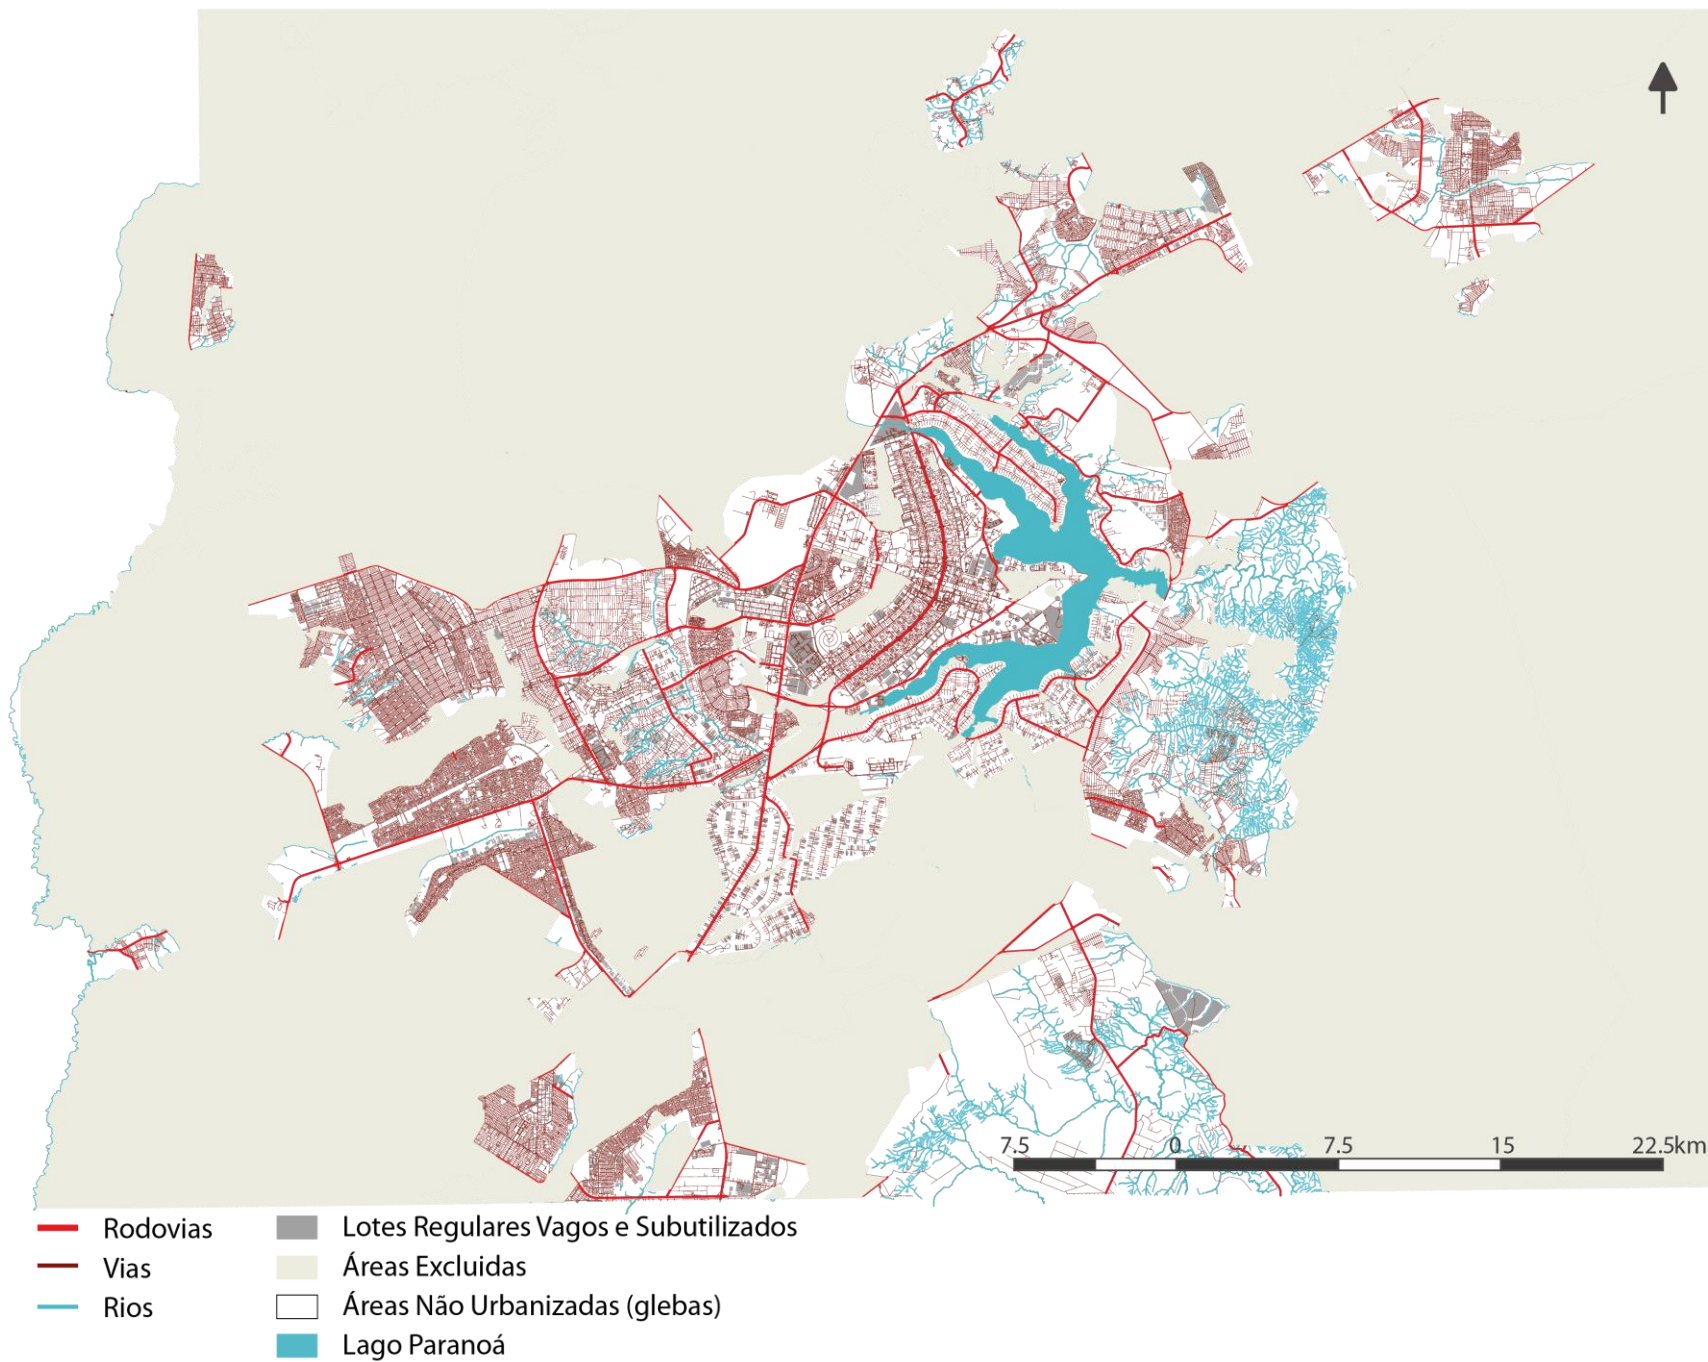 7.5 0 7.5 15 22.5km
Rodovias
Vias
Rios
Lotes Regulares Vagos e Subutilizados
Áreas Excluidas
Áreas Não Urbanizadas (glebas)
Lago Paranoá